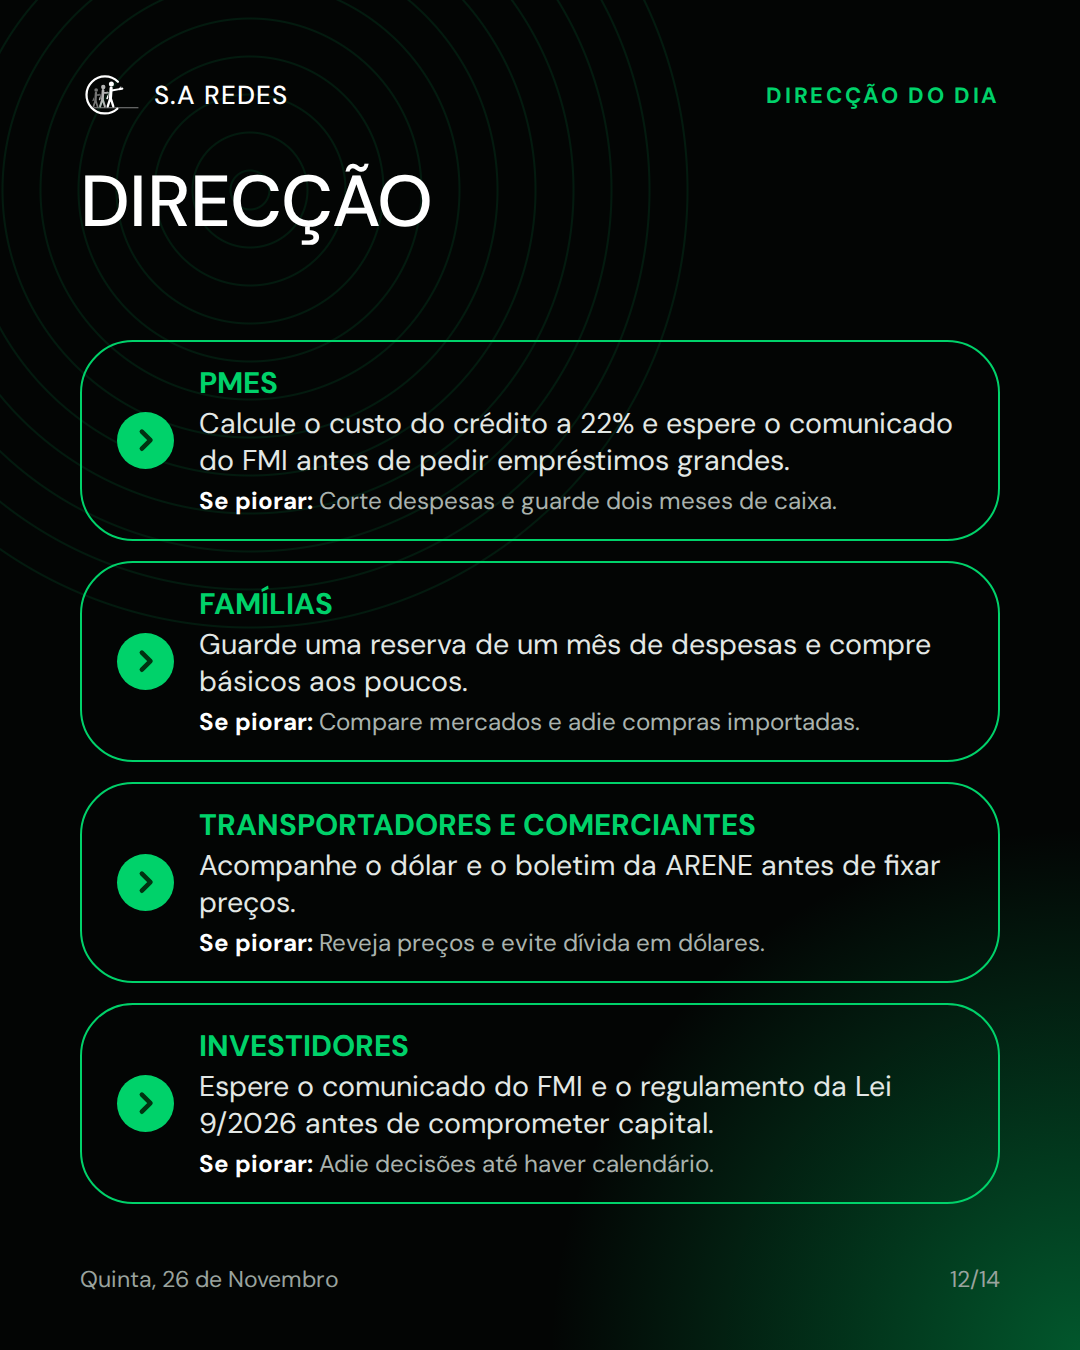 S.A REDES
DIRECÇÃO DO DIA
DIRECÇÃO
PMES
Calcule o custo do crédito a 22% e espere o comunicado
do FMI antes de pedir empréstimos grandes.
Se piorar: Corte despesas e guarde dois meses de caixa.
FAMÍLIAS
Guarde uma reserva de um mês de despesas e compre
básicos aos poucos.
Se piorar: Compare mercados e adie compras importadas.
TRANSPORTADORES E COMERCIANTES
Acompanhe o dólar e o boletim da ARENE antes de fixar
preços.
Se piorar: Reveja preços e evite dívida em dólares.
INVESTIDORES
Espere o comunicado do FMI e o regulamento da Lei
9/2026 antes de comprometer capital.
Se piorar: Adie decisões até haver calendário.
Quinta, 26 de Novembro
12/14